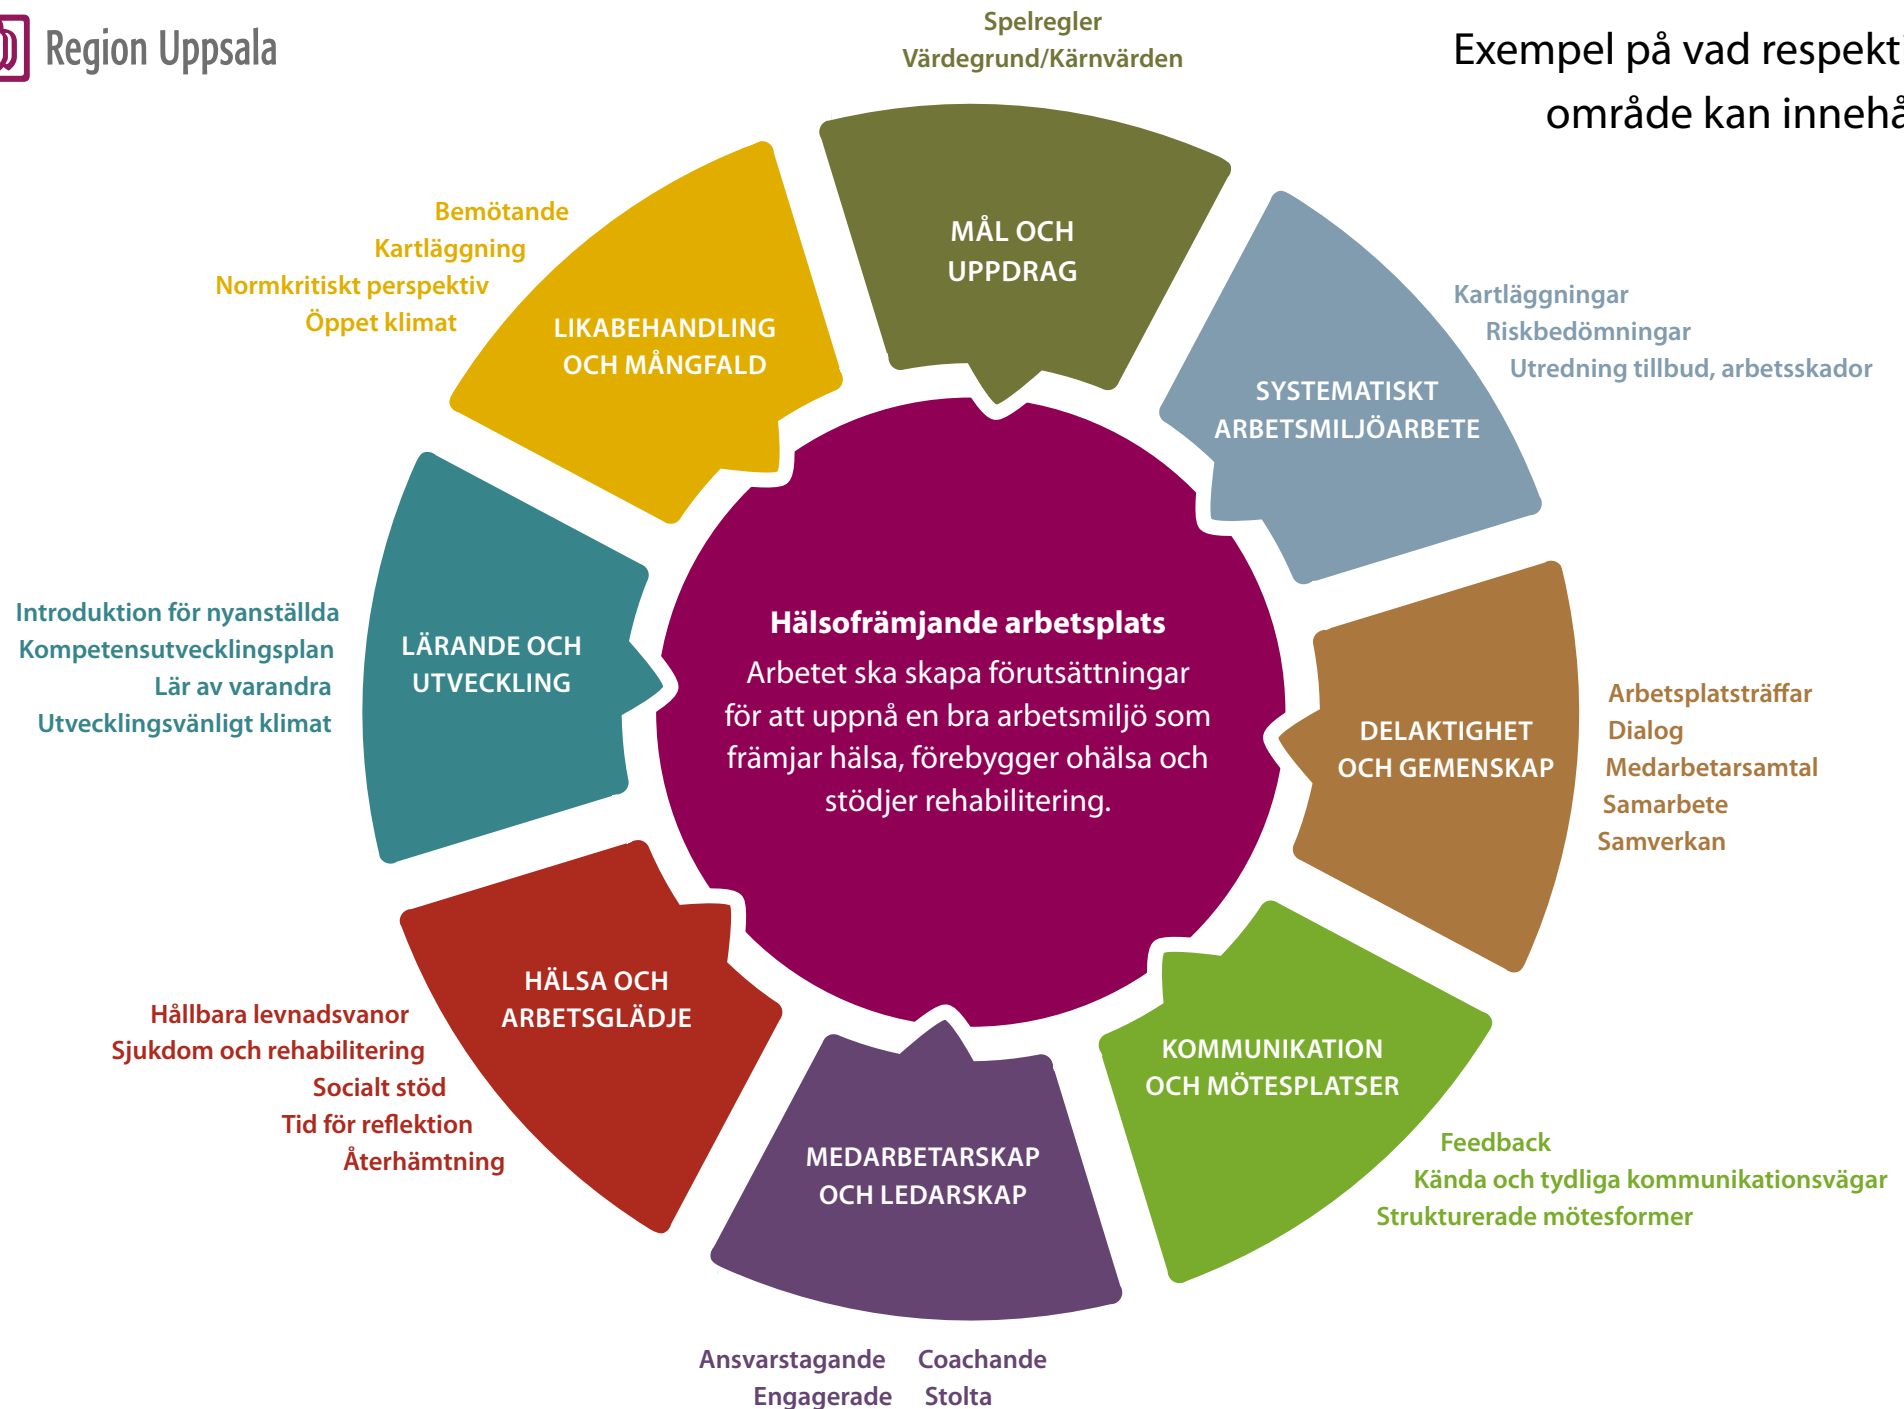 Region Uppsala
Exempel på vad
område kan
Spelregler
Värdegrund/Kärnvärden
MÅL OCH
UPPDRAG
Kartläggningar
Riskbedömningar
Utredning tillbud, arbetsskador
SYSTEMATISKT
ARBETSMILJÖARBETE
Arbetsplatsträffar
Dialog
Medarbetarsamtal
Samarbete
Samverkan
DELAKTIGHET
OCH GEMENSKAP
Feedback
Kända och tydliga kommunikationsvägar
Strukturerade mötesformer
KOMMUNIKATION
OCH MÖTESPLATSER
MEDARBETARSKAP
OCH LEDARSKAP
Ansvarstagande Coachande
Engagerade Stolta
HÄLSA OCH
ARBETSGLÄDJE
Hållbara levnadsvanor
Sjukdom och rehabilitering
Socialt stöd
Tid för reflektion
Återhämtning
LÄRANDE OCH
UTVECKLING
Introduktion för nyanställda
Kompetensutvecklingsplan
Lär av varandra
Utvecklingsvänligt klimat
Bemötande
Kartläggning
Normkritiskt perspektiv
Öppet klimat
LIKABEHANDLING
OCH MÅNGFALD
Hälsofrämjande arbetsplats
Arbetet ska skapa förutsättningar
för att uppnå en bra arbetsmiljö som
främjar hälsa, förebygger ohälsa och
stödjer rehabilitering.